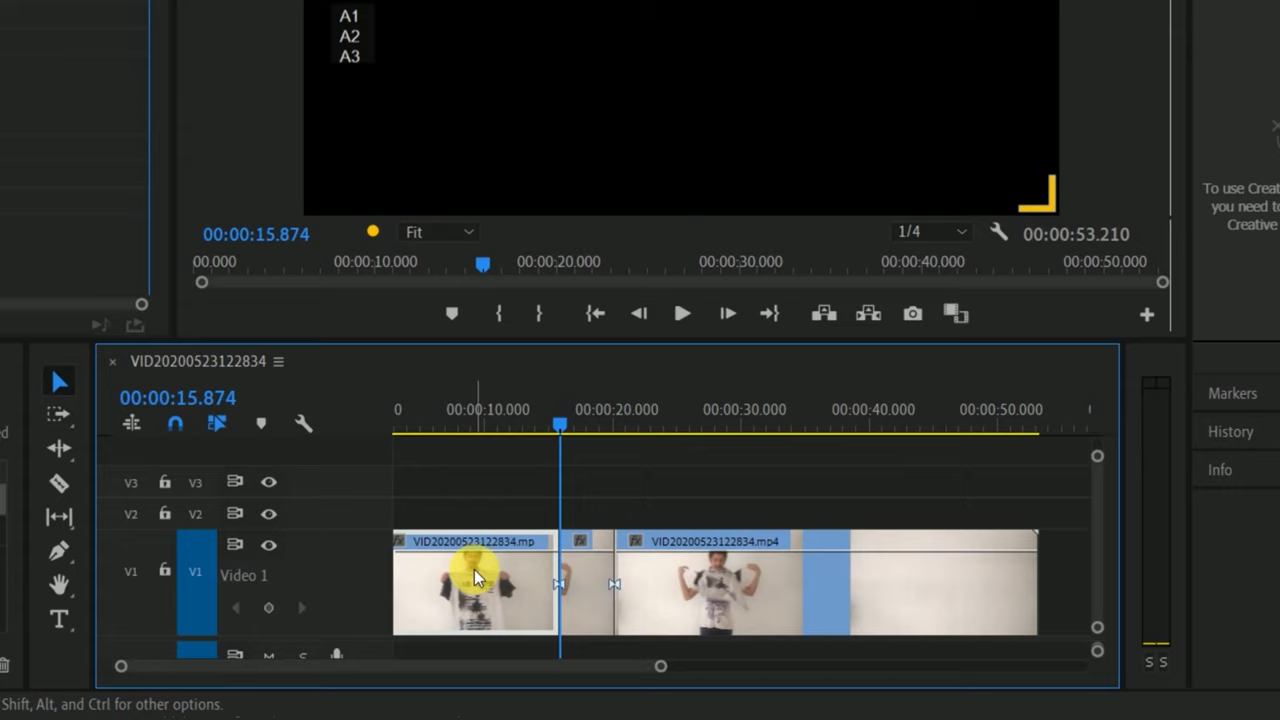 A1
A2
A3
00:00:15.874
Fit
1/4
00:00:53.210
00.000
00:00:10.000
00:00:20.000
00:00:30.000
00:00:40.000
00:00:50.000
To use Creat
you need to
Creative
VID20200523122834
00:00:15.874
0
00:00:10.000
00:00:20.000
00:00:30.000
00:00:40.000
00:00:50.000
V3
V3
V2
V2
fx
VID20200523122834.mp
fx
fx
VID20200523122834.mp4
V1
V1
Video 1
M
S
S S
Markers
History
Info
ed
Shift, Alt, and Ctrl for other options.